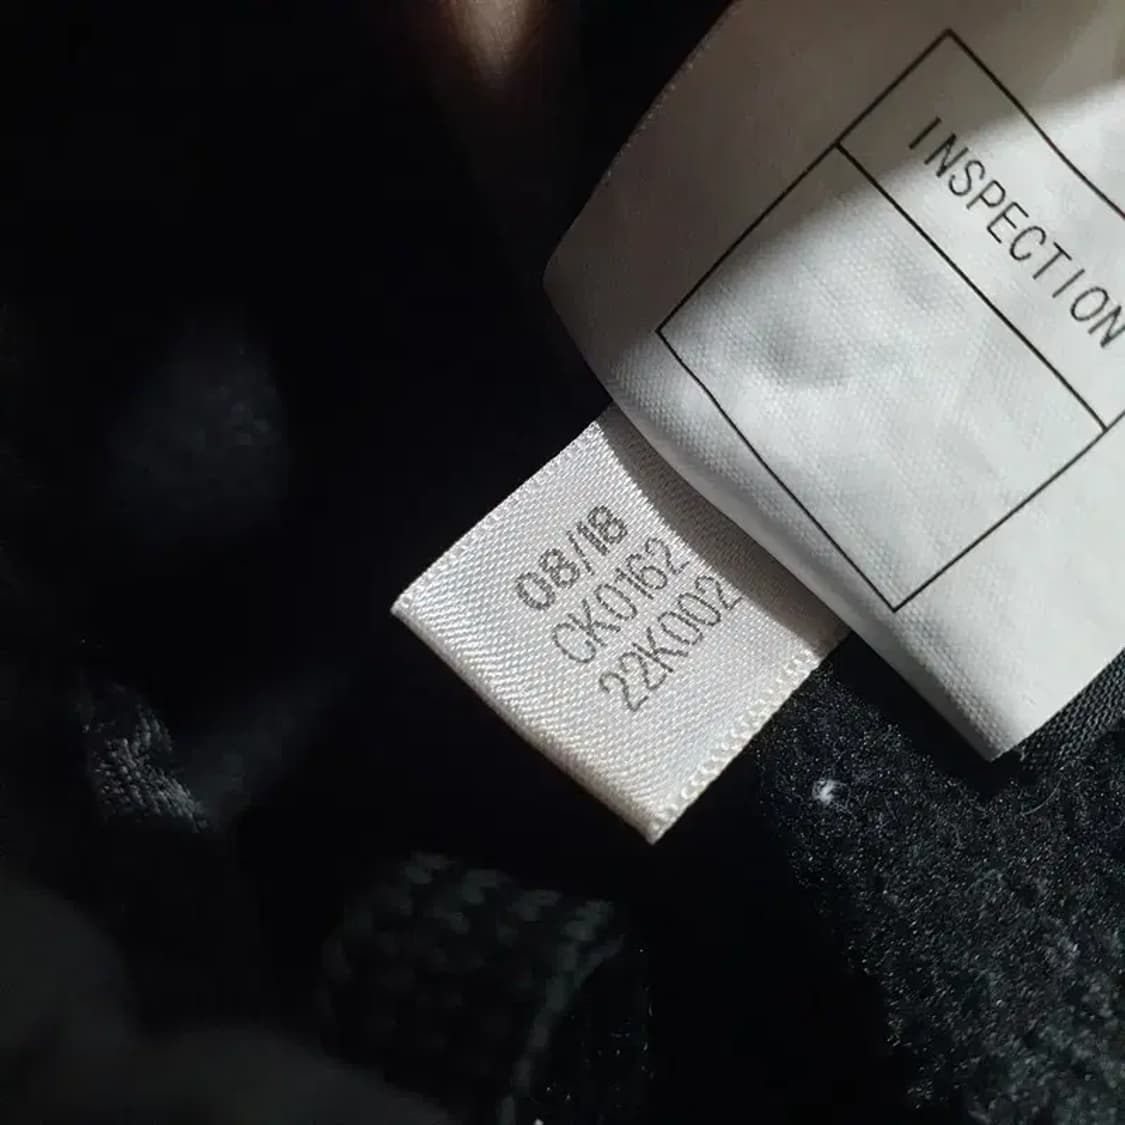 INSPECTION
08/18
CK0162
22K002